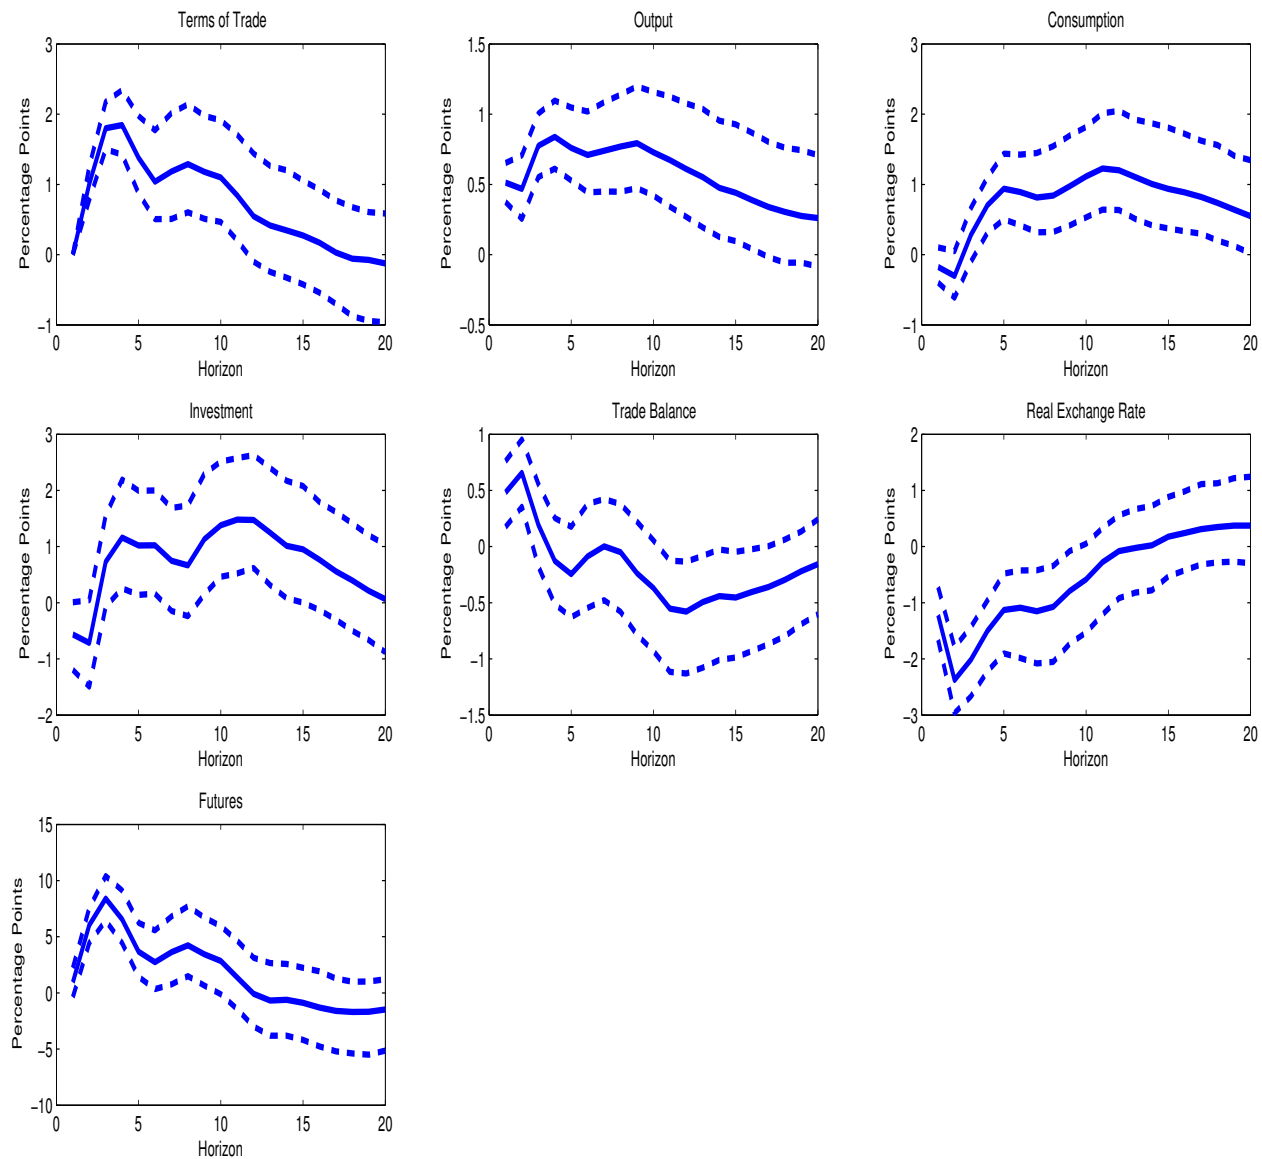 Terms of Trade
Percentage Points
3
2
1
0
−1
0 5 10 15 20
Horizon
Output
Percentage Points
1.5
1
0.5
0
−0.5
0 5 10 15 20
Horizon
Consumption
Percentage Points
3
2
1
0
−1
0 5 10 15 20
Horizon
Investment
Percentage Points
3
2
1
0
−1
−2
0 5 10 15 20
Horizon
Trade Balance
Percentage Points
1
0.5
0
−0.5
−1
−1.5
0 5 10 15 20
Horizon
Real Exchange Rate
Percentage Points
2
1
0
−1
−2
−3
0 5 10 15 20
Horizon
Futures
Percentage Points
15
10
5
0
−5
−10
0 5 10 15 20
Horizon